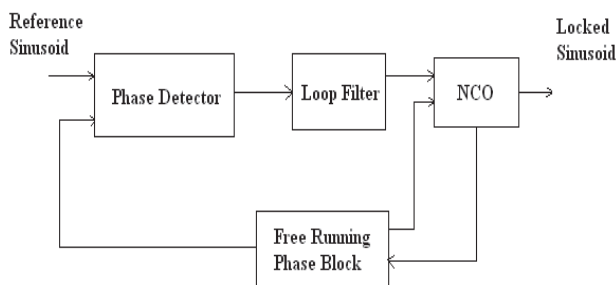 Reference
Sinusoid
Locked
Sinusoid
Phase Detector
Loop Filter
NCO
Free Running
Phase Block